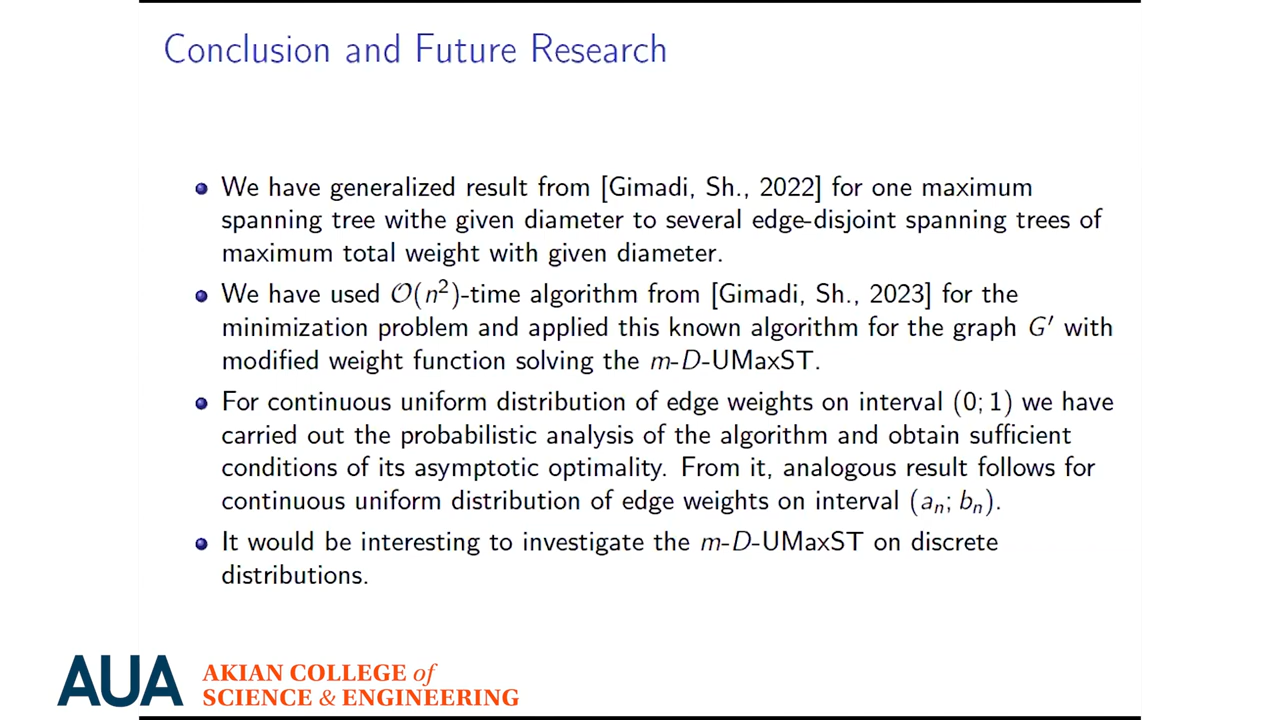 Conclusion and Future Research
We have generalized result from [Gimadi, Sh., 2022] for one maximum
spanning tree withe given diameter to several edge-disjoint spanning trees of
maximum total weight with given diameter.
We have used 𝒪(n²)-time algorithm from [Gimadi, Sh., 2023] for the
minimization problem and applied this known algorithm for the graph G′ with
modified weight function solving the m-D-UMaxST.
For continuous uniform distribution of edge weights on interval (0; 1) we have
carried out the probabilistic analysis of the algorithm and obtain sufficient
conditions of its asymptotic optimality. From it, analogous result follows for
continuous uniform distribution of edge weights on interval (aₙ; bₙ).
It would be interesting to investigate the m-D-UMaxST on discrete
distributions.
AUA
AKIAN COLLEGE of
SCIENCE & ENGINEERING